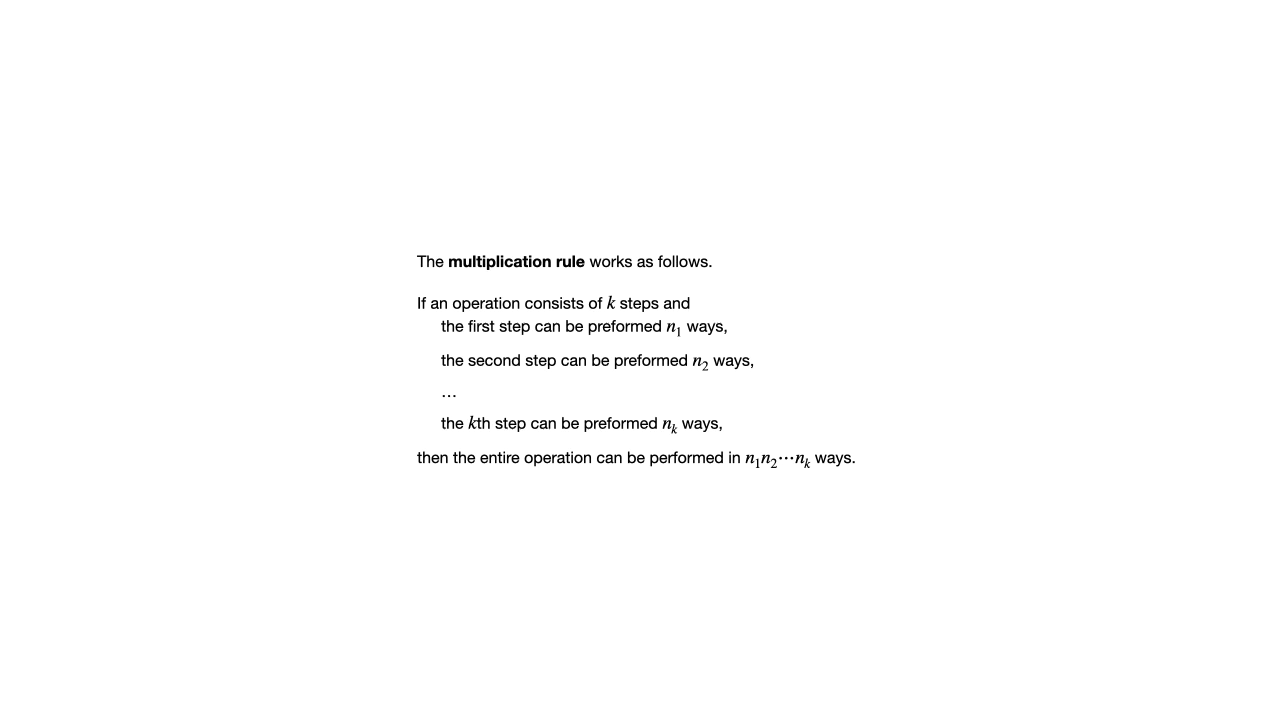 The multiplication rule works as follows.
If an operation consists of k steps and
the first step can be preformed n₁ ways,
the second step can be preformed n₂ ways,
…
the kth step can be preformed nₖ ways,
then the entire operation can be performed in n₁n₂⋯nₖ ways.